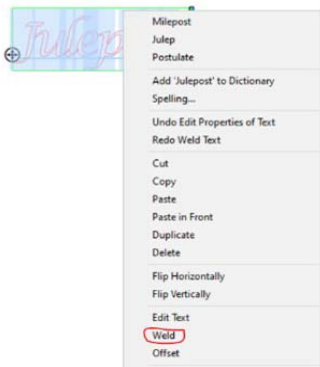 Julep
Milepost
Julep
Postulate
Add 'Julepost' to Dictionary
Spelling...
Undo Edit Properties of Text
Redo Weld Text
Cut
Copy
Paste
Paste in Front
Duplicate
Delete
Flip Horizontally
Flip Vertically
Edit Text
Weld
Offset